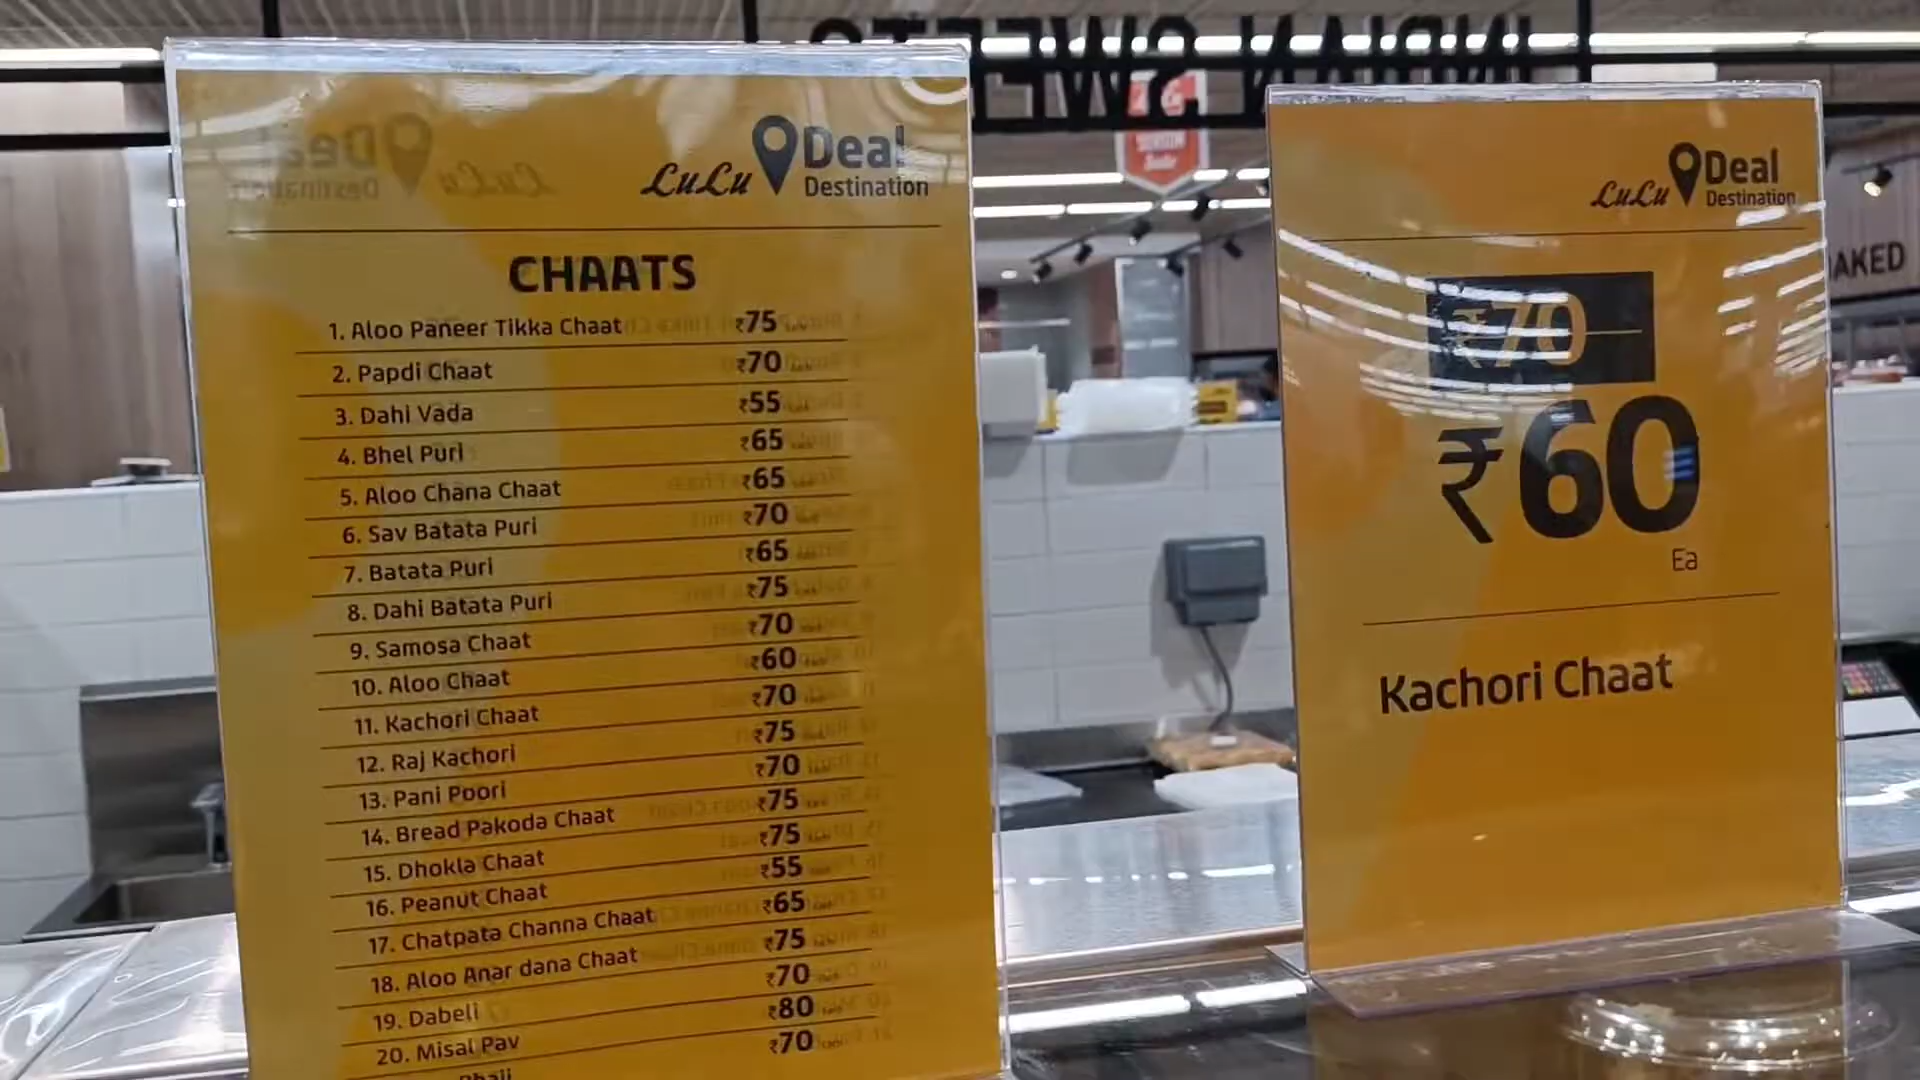 INDIAN SWEETS
LuLu Deal
Destination
CHAATS
1. Aloo Paneer Tikka Chaat ₹75
2. Papdi Chaat ₹70
3. Dahi Vada ₹55
4. Bhel Puri ₹65
5. Aloo Chana Chaat ₹65
6. Sav Batata Puri ₹70
7. Batata Puri ₹65
8. Dahi Batata Puri ₹75
9. Samosa Chaat ₹70
10. Aloo Chaat ₹60
11. Kachori Chaat ₹70
12. Raj Kachori ₹75
13. Pani Poori ₹70
14. Bread Pakoda Chaat ₹75
15. Dhokla Chaat ₹75
16. Peanut Chaat ₹55
17. Chatpata Channa Chaat ₹65
18. Aloo Anar dana Chaat ₹75
19. Dabeli ₹70
20. Misal Pav ₹80
Bhaji ₹70
LuLu Deal
Destination
₹70
₹60
Ea
Kachori Chaat